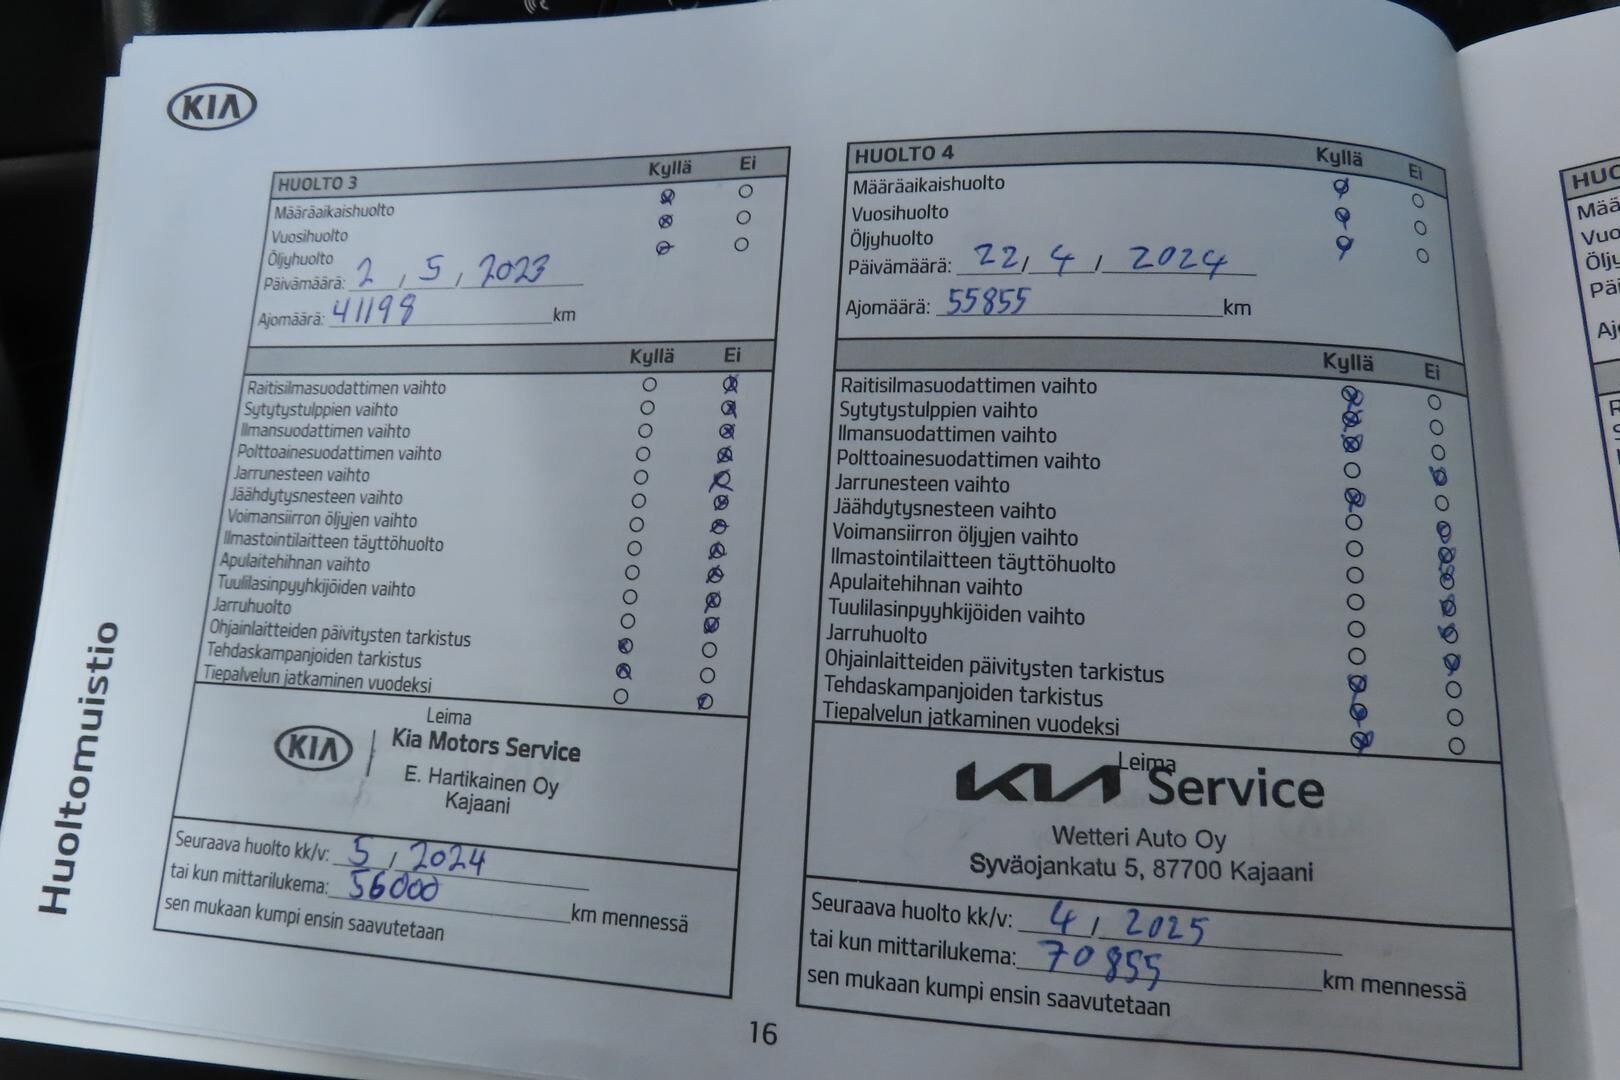 KIA
Huoltomuistio
HUOLTO 3 Kyllä Ei
Määräaikaishuolto
Vuosihuolto
Öljyhuolto
Päivämäärä: 2 , 5 , 2023
Ajomäärä: 41198 km
Kyllä Ei
Raitisilmasuodattimen vaihto
Sytytystulppien vaihto
Ilmansuodattimen vaihto
Polttoainesuodattimen vaihto
Jarrunesteen vaihto
Jäähdytysnesteen vaihto
Voimansiirron öljyjen vaihto
Ilmastointilaitteen täyttöhuolto
Apulaitehihnan vaihto
Tuulilasinpyyhkijöiden vaihto
Jarruhuolto
Ohjainlaitteiden päivitysten tarkistus
Tehdaskampanjoiden tarkistus
Tiepalvelun jatkaminen vuodeksi
Leima
KIA Kia Motors Service
E. Hartikainen Oy
Kajaani
Seuraava huolto kk/v: 5 , 2024
tai kun mittarilukema: 56000 km mennessä
sen mukaan kumpi ensin saavutetaan
HUOLTO 4 Kyllä Ei
Määräaikaishuolto
Vuosihuolto
Öljyhuolto
Päivämäärä: 22 , 4 , 2024
Ajomäärä: 55855 km
Kyllä Ei
Raitisilmasuodattimen vaihto
Sytytystulppien vaihto
Ilmansuodattimen vaihto
Polttoainesuodattimen vaihto
Jarrunesteen vaihto
Jäähdytysnesteen vaihto
Voimansiirron öljyjen vaihto
Ilmastointilaitteen täyttöhuolto
Apulaitehihnan vaihto
Tuulilasinpyyhkijöiden vaihto
Jarruhuolto
Ohjainlaitteiden päivitysten tarkistus
Tehdaskampanjoiden tarkistus
Tiepalvelun jatkaminen vuodeksi
Leima
KIA Service
Wetteri Auto Oy
Syväojankatu 5, 87700 Kajaani
Seuraava huolto kk/v: 4 , 2025
tai kun mittarilukema: 70855 km mennessä
sen mukaan kumpi ensin saavutetaan
16